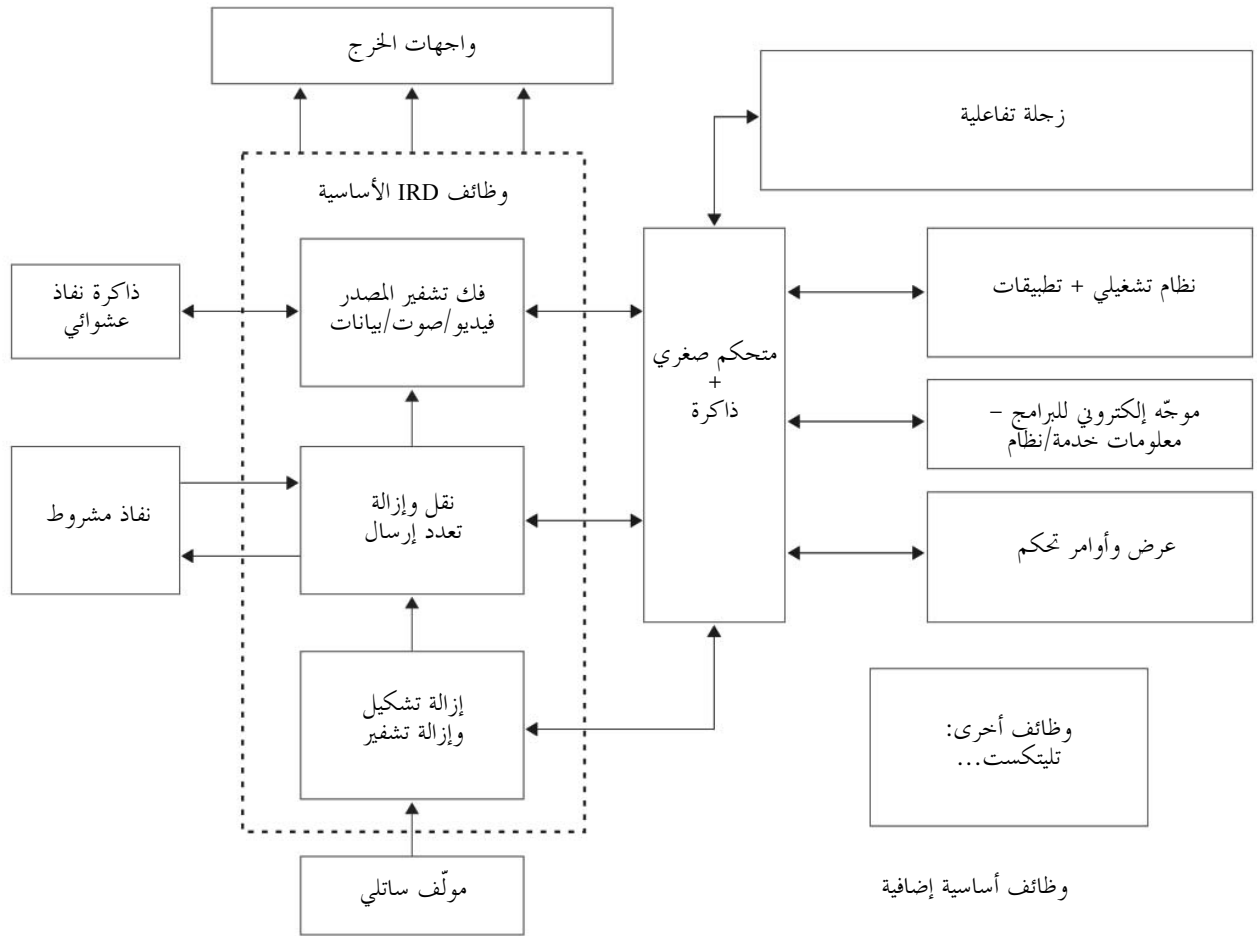 واجهات الخرج
زجلة تفاعلية
وظائف IRD الأساسية
ذاكرة نفاذ
عشوائي
فك تشفير المصدر
فيديو/صوت/بيانات
متحكم صغري
+
ذاكرة
نظام تشغيلي + تطبيقات
موجّه إلكتروني للبرامج –
معلومات خدمة/نظام
نفاذ مشروط
نقل وإزالة
تعدد إرسال
عرض وأوامر تحكم
إزالة تشكيل
وإزالة تشفير
وظائف أخرى:
تليتكست...
مولّف ساتلي
وظائف أساسية إضافية